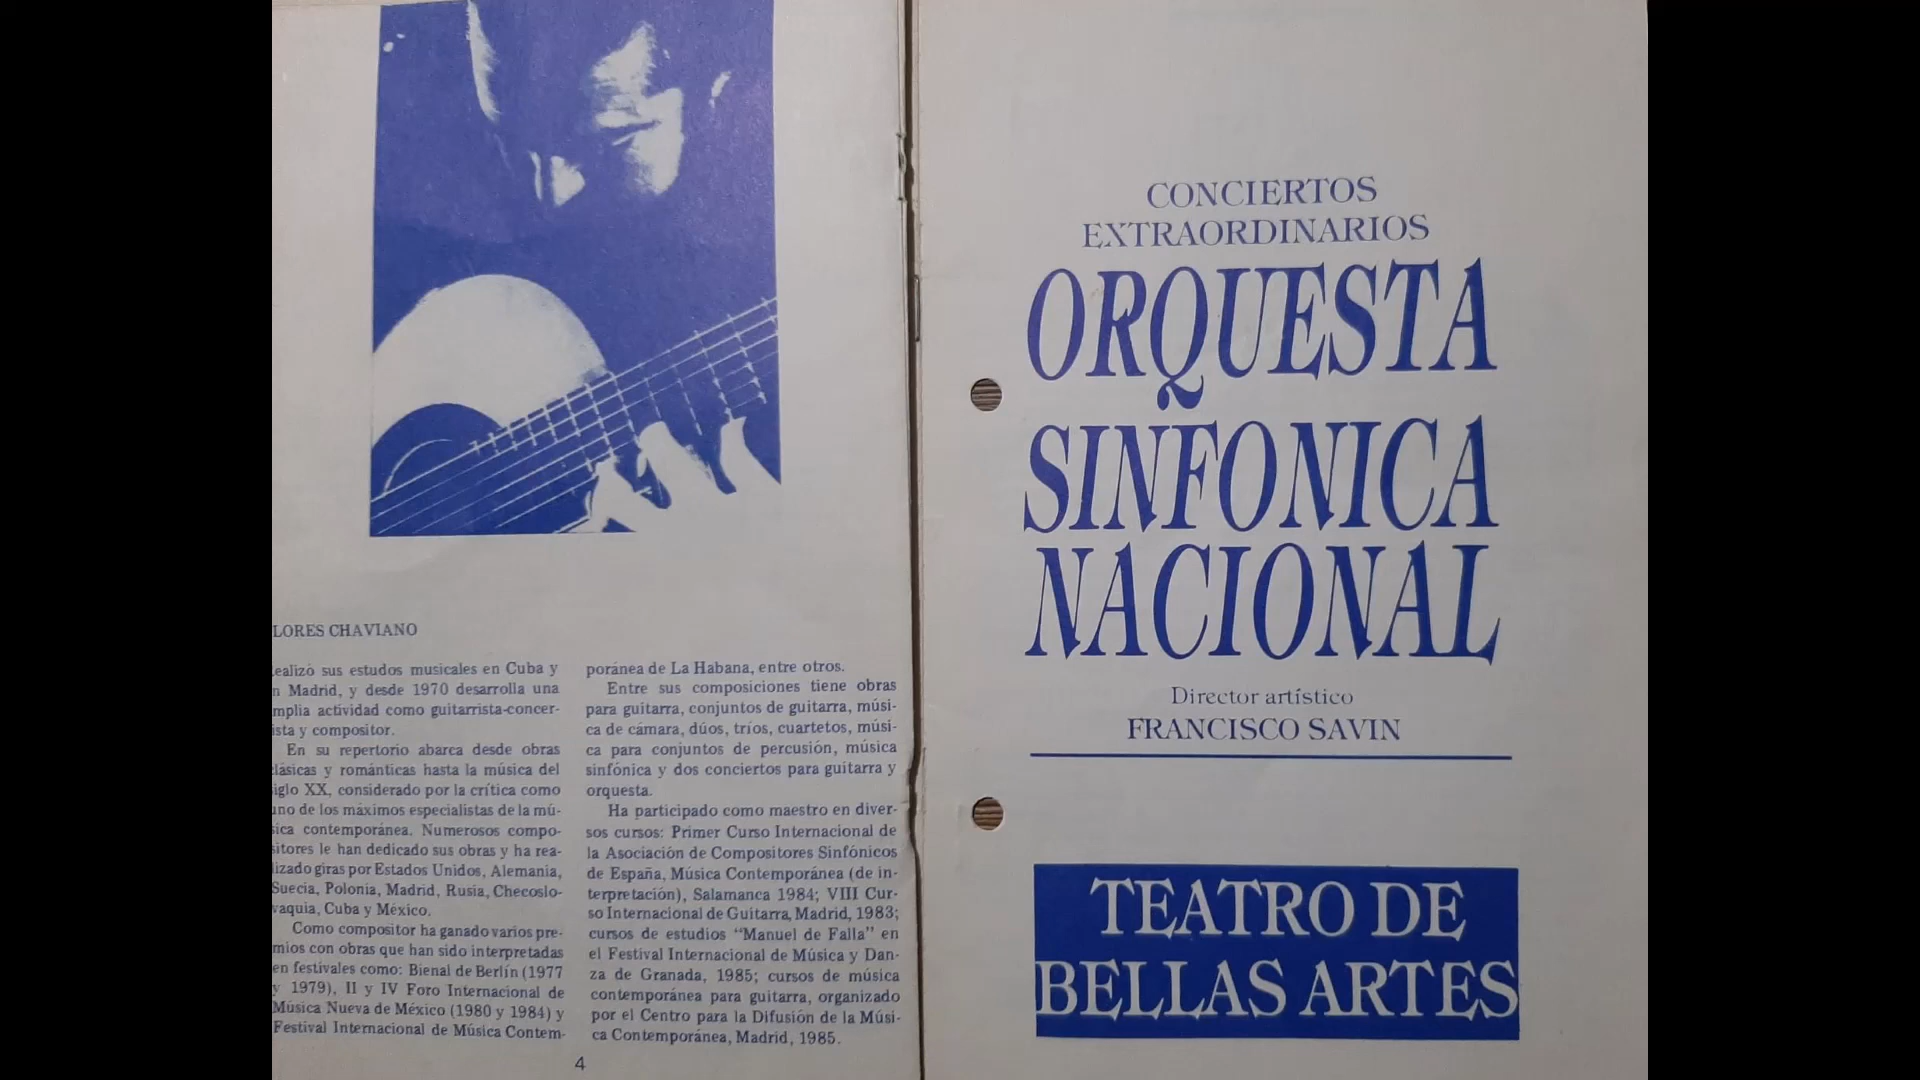 LORES CHAVIANO
ealizó sus estudos musicales en Cuba y
n Madrid, y desde 1970 desarrolla una
mplia actividad como guitarrista-concer-
ista y compositor.
En su repertorio abarca desde obras
lásicas y románticas hasta la música del
iglo XX, considerado por la crítica como
uno de los máximos especialistas de la mú-
sica contemporánea. Numerosos compo-
sitores le han dedicado sus obras y ha rea-
lizado giras por Estados Unidos, Alemania,
Suecia, Polonia, Madrid, Rusia, Checoslo-
vaquia, Cuba y México.
Como compositor ha ganado varios pre-
mios con obras que han sido interpretadas
en festivales como: Bienal de Berlín (1977
y 1979), II y IV Foro Internacional de
Música Nueva de México (1980 y 1984) y
Festival Internacional de Música Contem-
poránea de La Habana, entre otros.
Entre sus composiciones tiene obras
para guitarra, conjuntos de guitarra, músi-
ca de cámara, dúos, tríos, cuartetos, músi-
ca para conjuntos de percusión, música
sinfónica y dos conciertos para guitarra y
orquesta.
Ha participado como maestro en diver-
sos cursos: Primer Curso Internacional de
la Asociación de Compositores Sinfónicos
de España, Música Contemporánea (de in-
terpretación), Salamanca 1984; VIII Cur-
so Internacional de Guitarra, Madrid, 1983;
cursos de estudios "Manuel de Falla" en
el Festival Internacional de Música y Dan-
za de Granada, 1985; cursos de música
contemporánea para guitarra, organizado
por el Centro para la Difusión de la Músi-
ca Contemporánea, Madrid, 1985.
4
CONCIERTOS
EXTRAORDINARIOS
ORQUESTA
SINFONICA
NACIONAL
Director artístico
FRANCISCO SAVIN
TEATRO DE
BELLAS ARTES